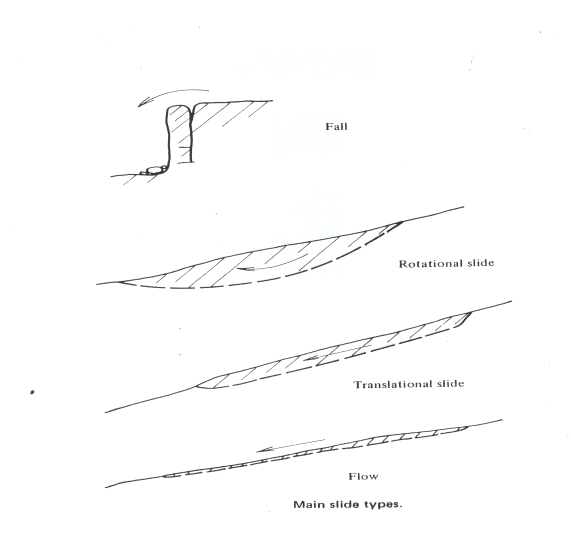 Fall
Rotational slide
Translational slide
Flow
Main slide types.